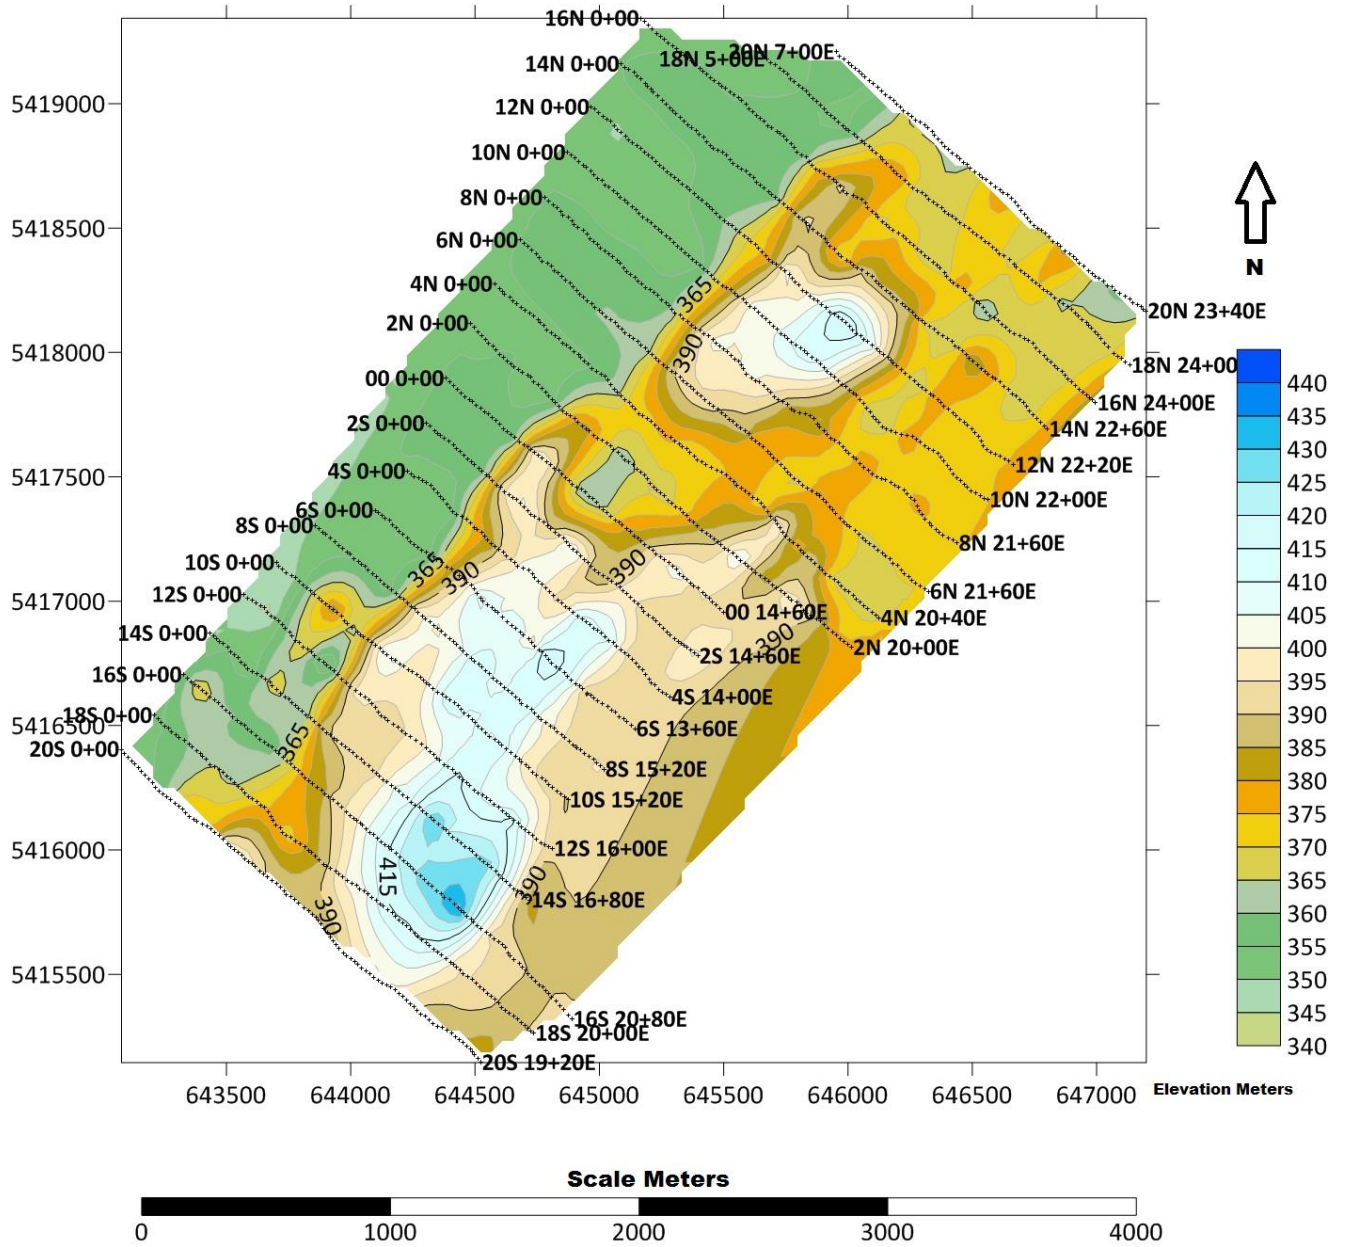 16N 0+00
18N 5+00E
20N 7+00E
14N 0+00
12N 0+00
10N 0+00
8N 0+00
6N 0+00
4N 0+00
2N 0+00
00 0+00
2S 0+00
4S 0+00
6S 0+00
8S 0+00
10S 0+00
12S 0+00
14S 0+00
16S 0+00
18S 0+00
20S 0+00
5419000
5418500
5418000
5417500
5417000
5416500
5416000
5415500
365
390
365
390
390
390
365
415
390
390
20N 23+40E
18N 24+00
16N 24+00E
14N 22+60E
12N 22+20E
10N 22+00E
8N 21+60E
6N 21+60E
4N 20+40E
2N 20+00E
00 14+60E
2S 14+60E
4S 14+00E
6S 13+60E
8S 15+20E
10S 15+20E
12S 16+00E
14S 16+80E
16S 20+80E
18S 20+00E
20S 19+20E
643500 644000 644500 645000 645500 646000 646500 647000
N
440
435
430
425
420
415
410
405
400
395
390
385
380
375
370
365
360
355
350
345
340
Elevation Meters
Scale Meters
0 1000 2000 3000 4000